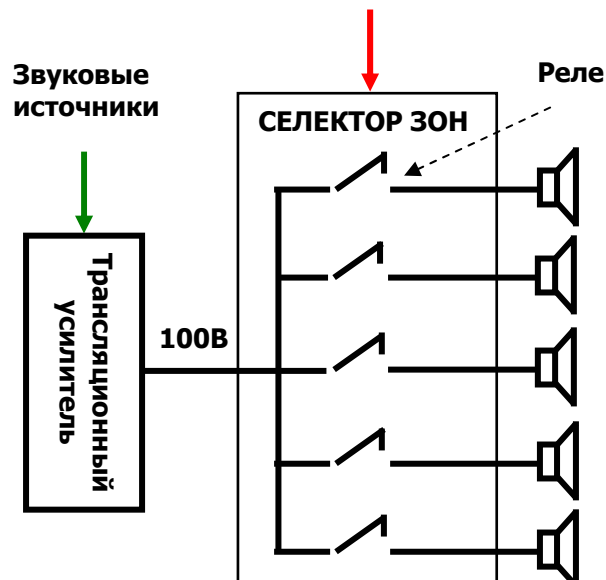 Звуковые
источники
Реле
СЕЛЕКТОР ЗОН
100В
Трансляционный
усилитель